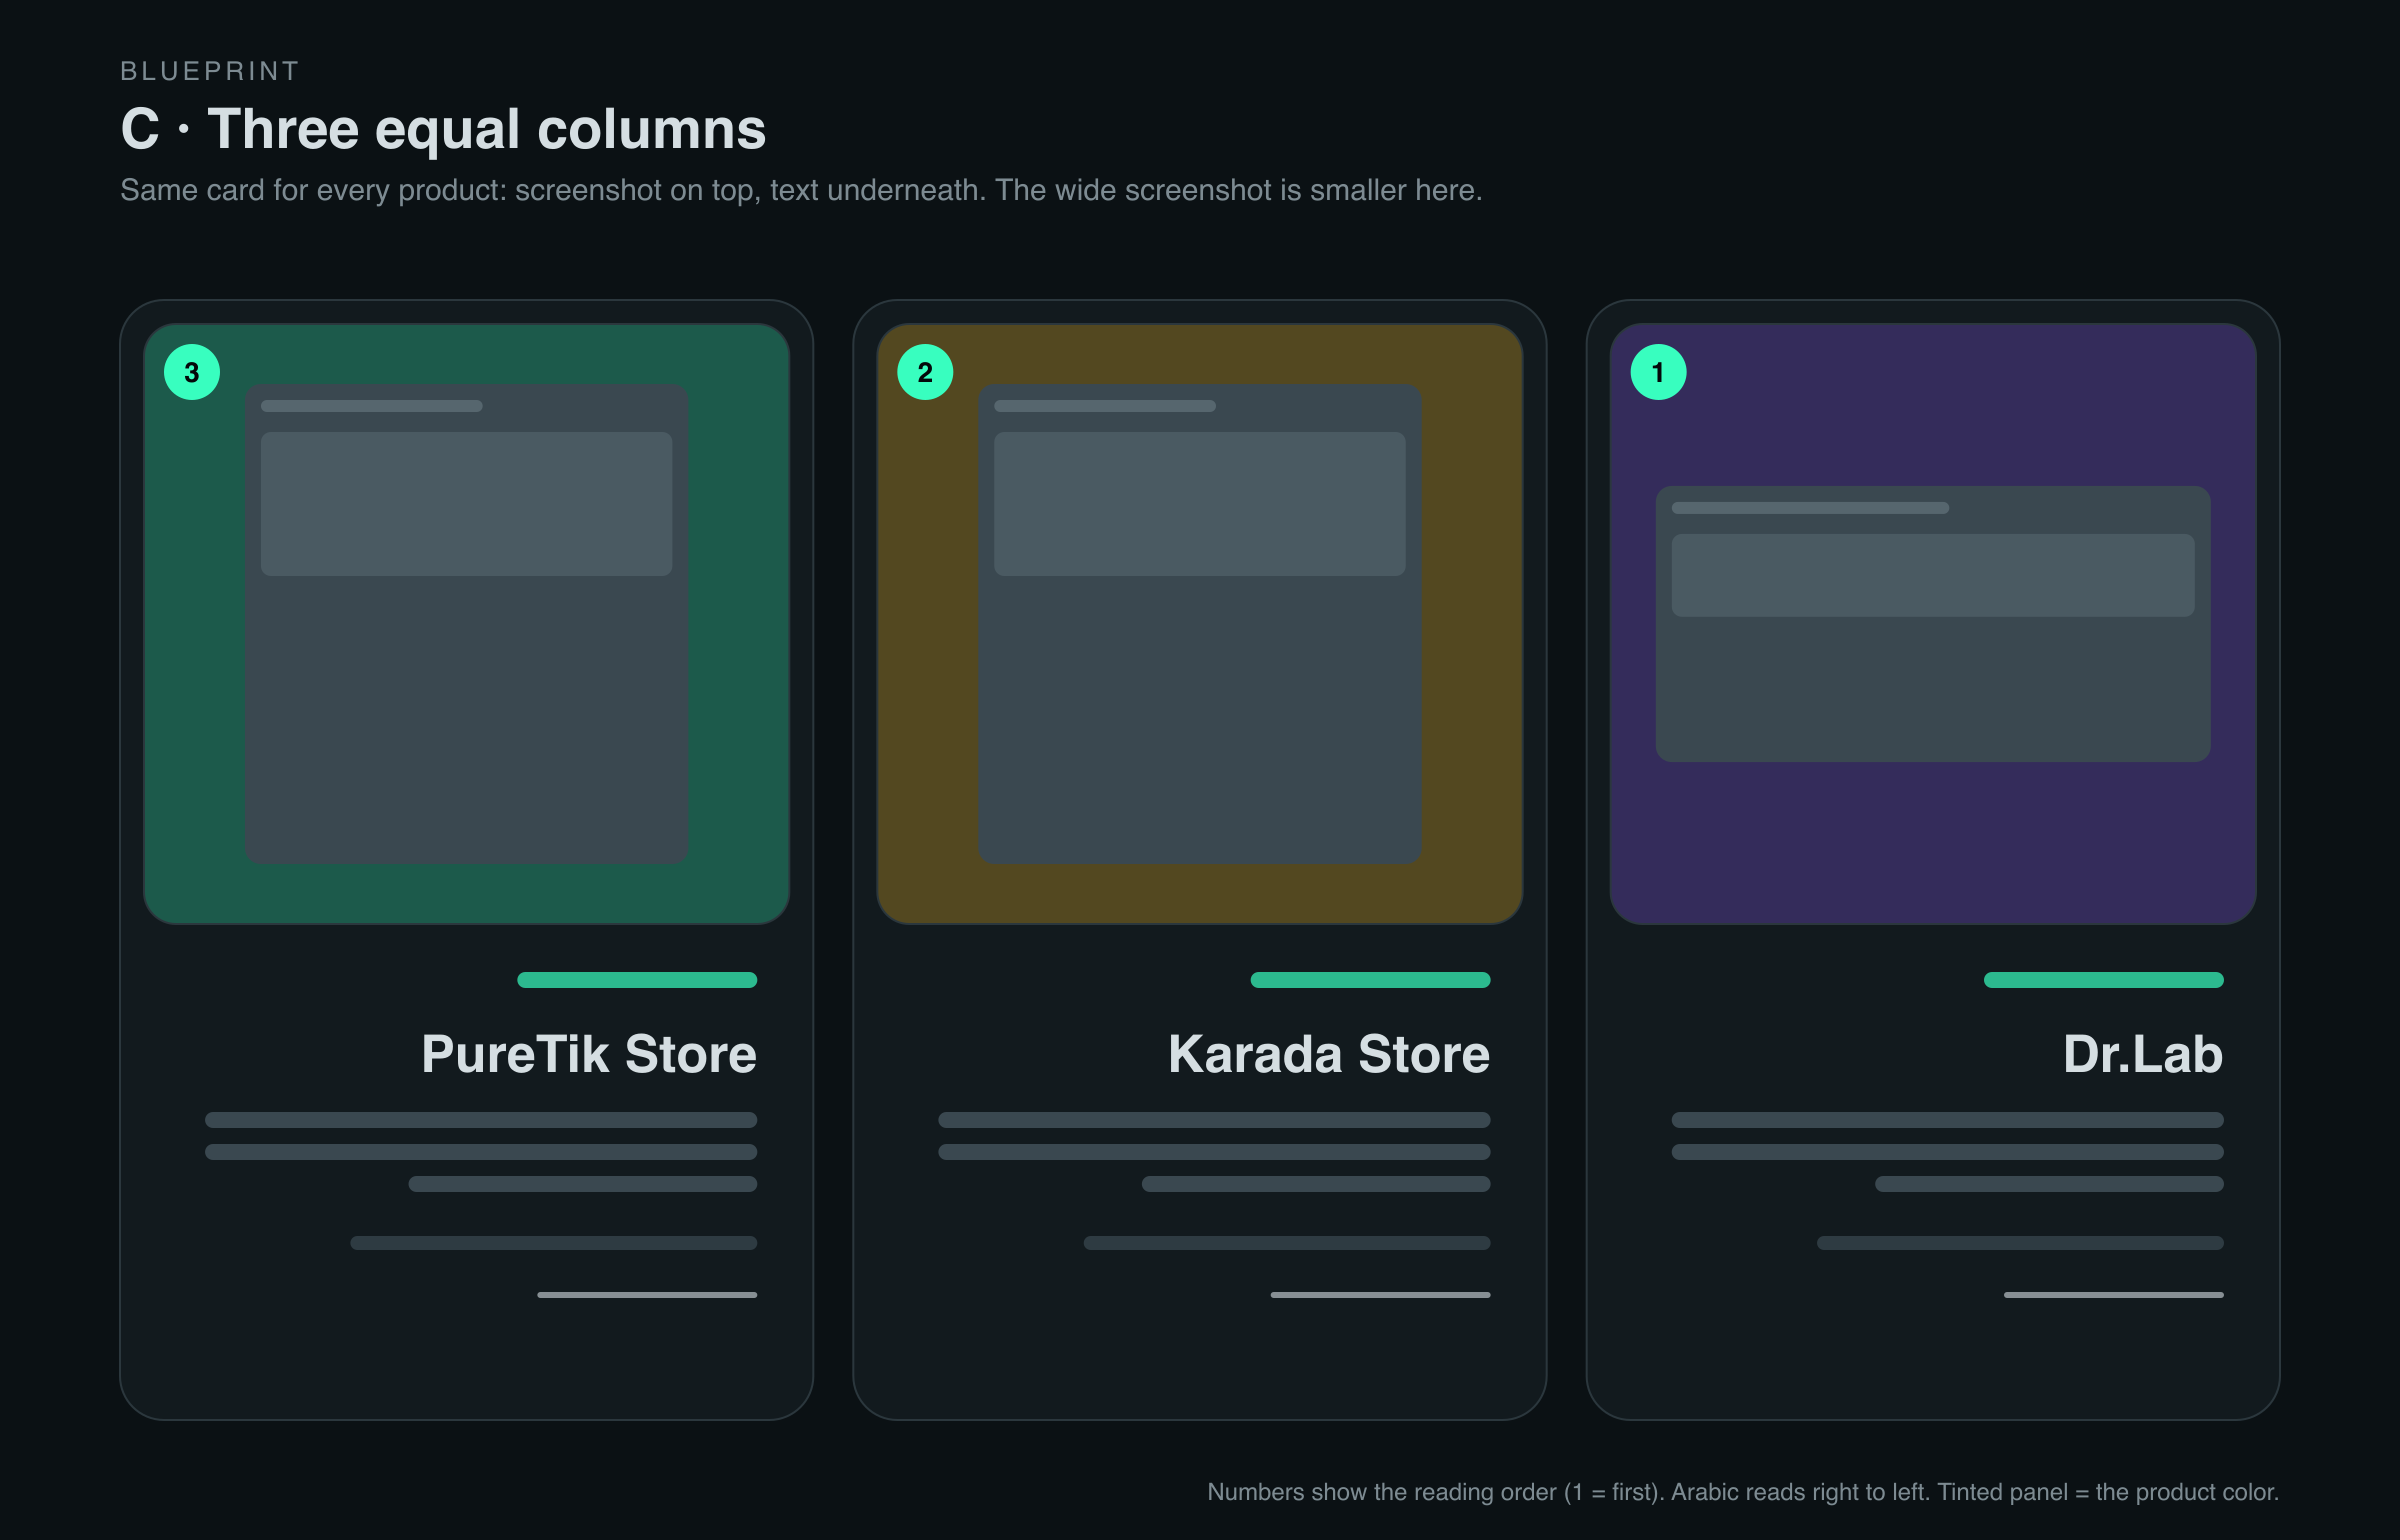 BLUEPRINT
C · Three equal columns
Same card for every product: screenshot on top, text underneath. The wide screenshot is smaller here.
3
2
1
PureTik Store
Karada Store
Dr.Lab
Numbers show the reading order (1 = first). Arabic reads right to left. Tinted panel = the product color.